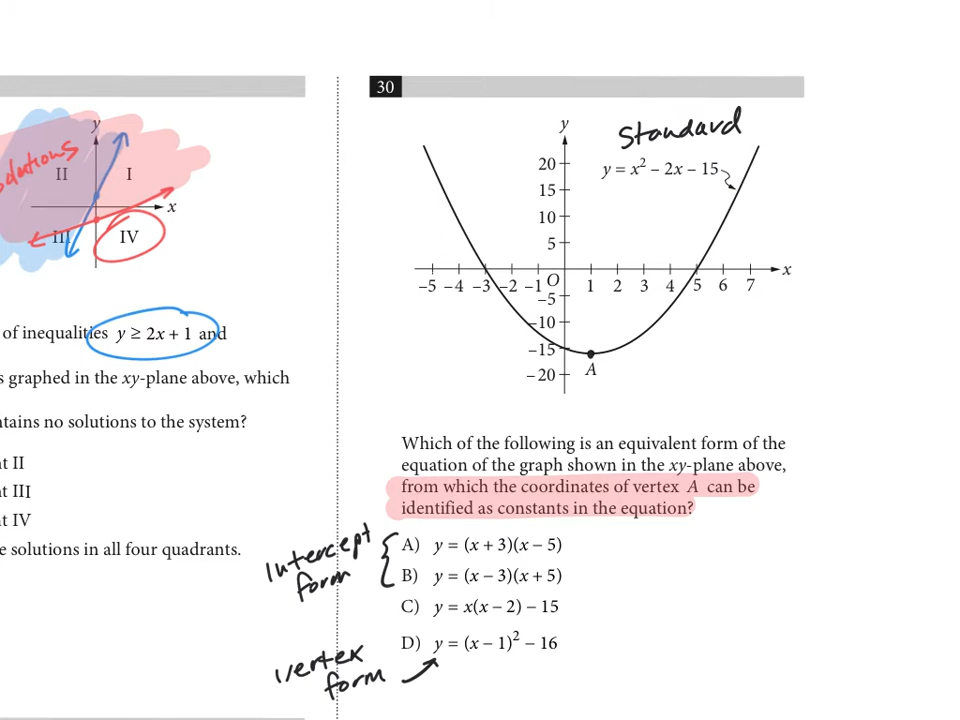 30
y
Solutions
II
I
x
III
IV
of inequalities y ≥ 2x + 1 and
s graphed in the xy-plane above, which
ntains no solutions to the system?
t II
t III
t IV
e solutions in all four quadrants.
y
Standard
y = x² − 2x − 15
20
15
10
5
−5 −4 −3 −2 −1 O 1 2 3 4 5 6 7 x
−5
−10
−15
−20
A
Which of the following is an equivalent form of the
equation of the graph shown in the xy-plane above,
from which the coordinates of vertex A can be
identified as constants in the equation?
Intercept
form
A) y = (x + 3)(x − 5)
B) y = (x − 3)(x + 5)
C) y = x(x − 2) − 15
D) y = (x − 1)² − 16
Vertex
form